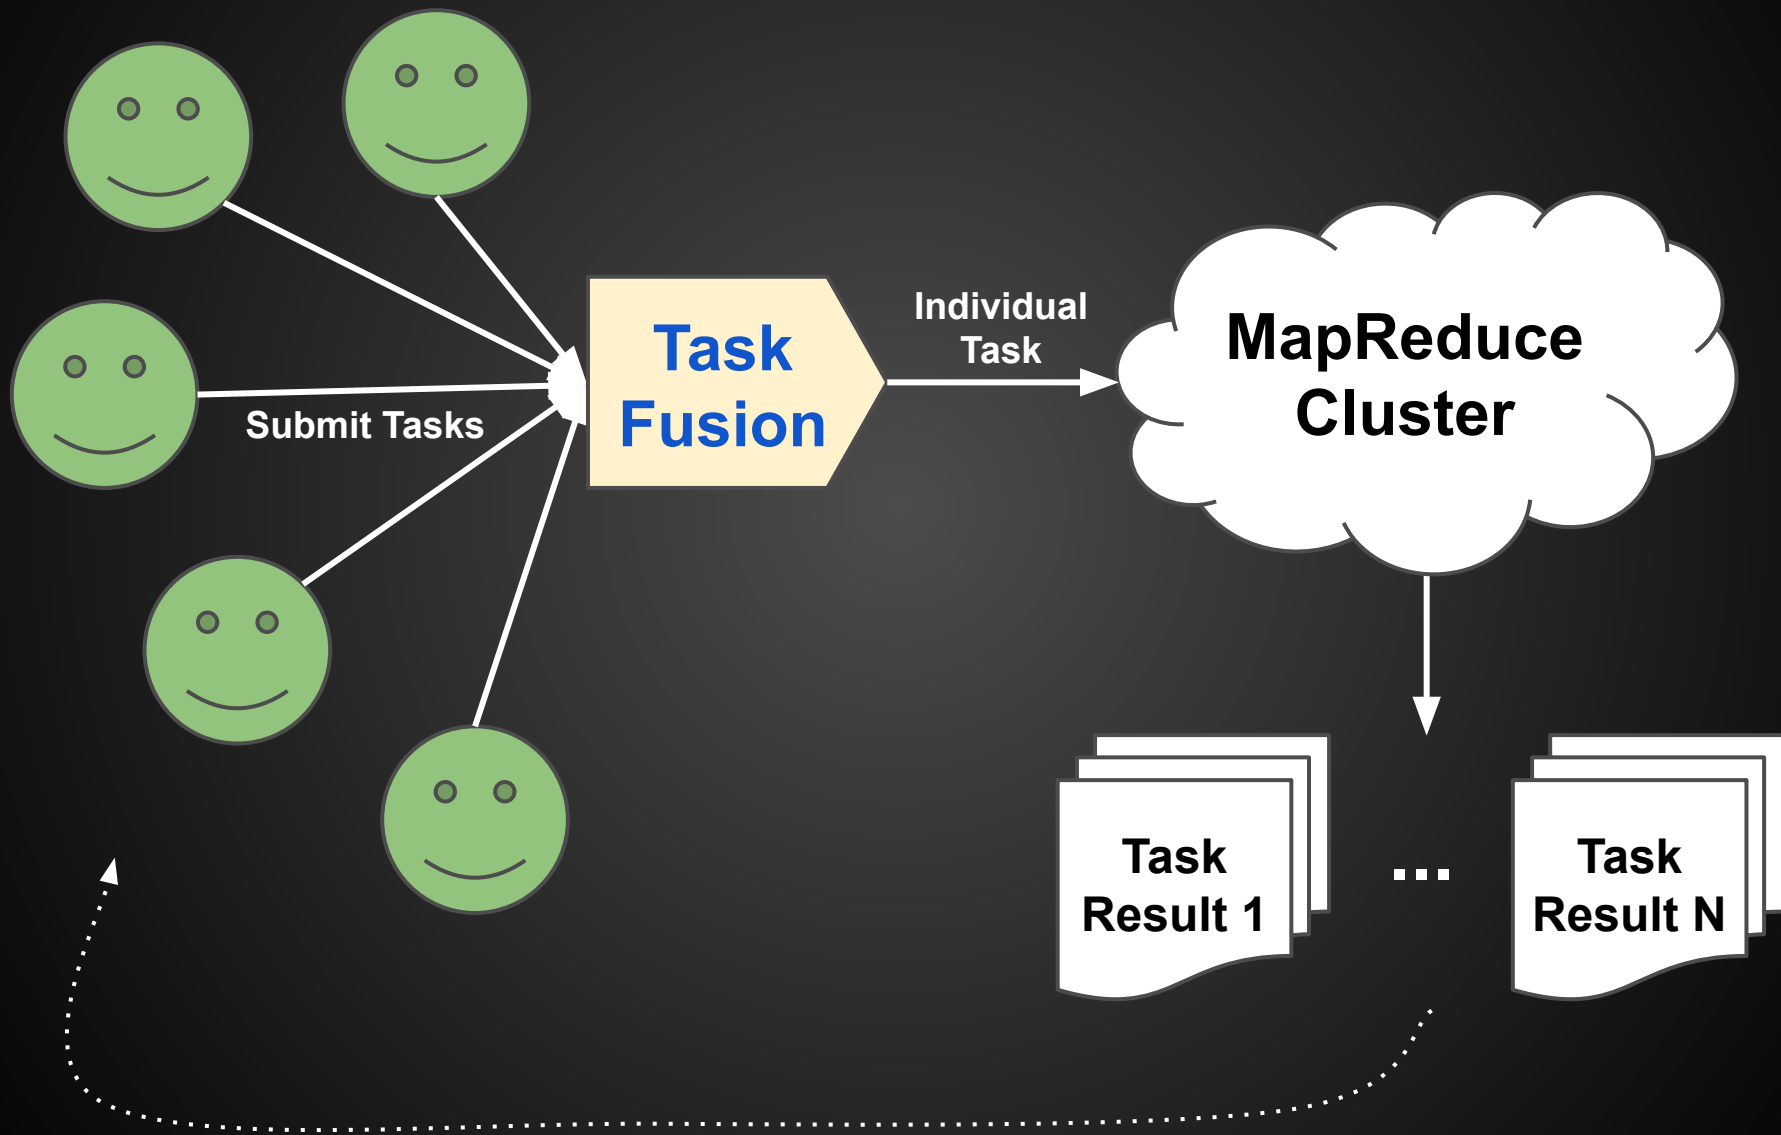 Submit Tasks
Task
Fusion
Individual
Task
MapReduce
Cluster
Task
Result 1
...
Task
Result N